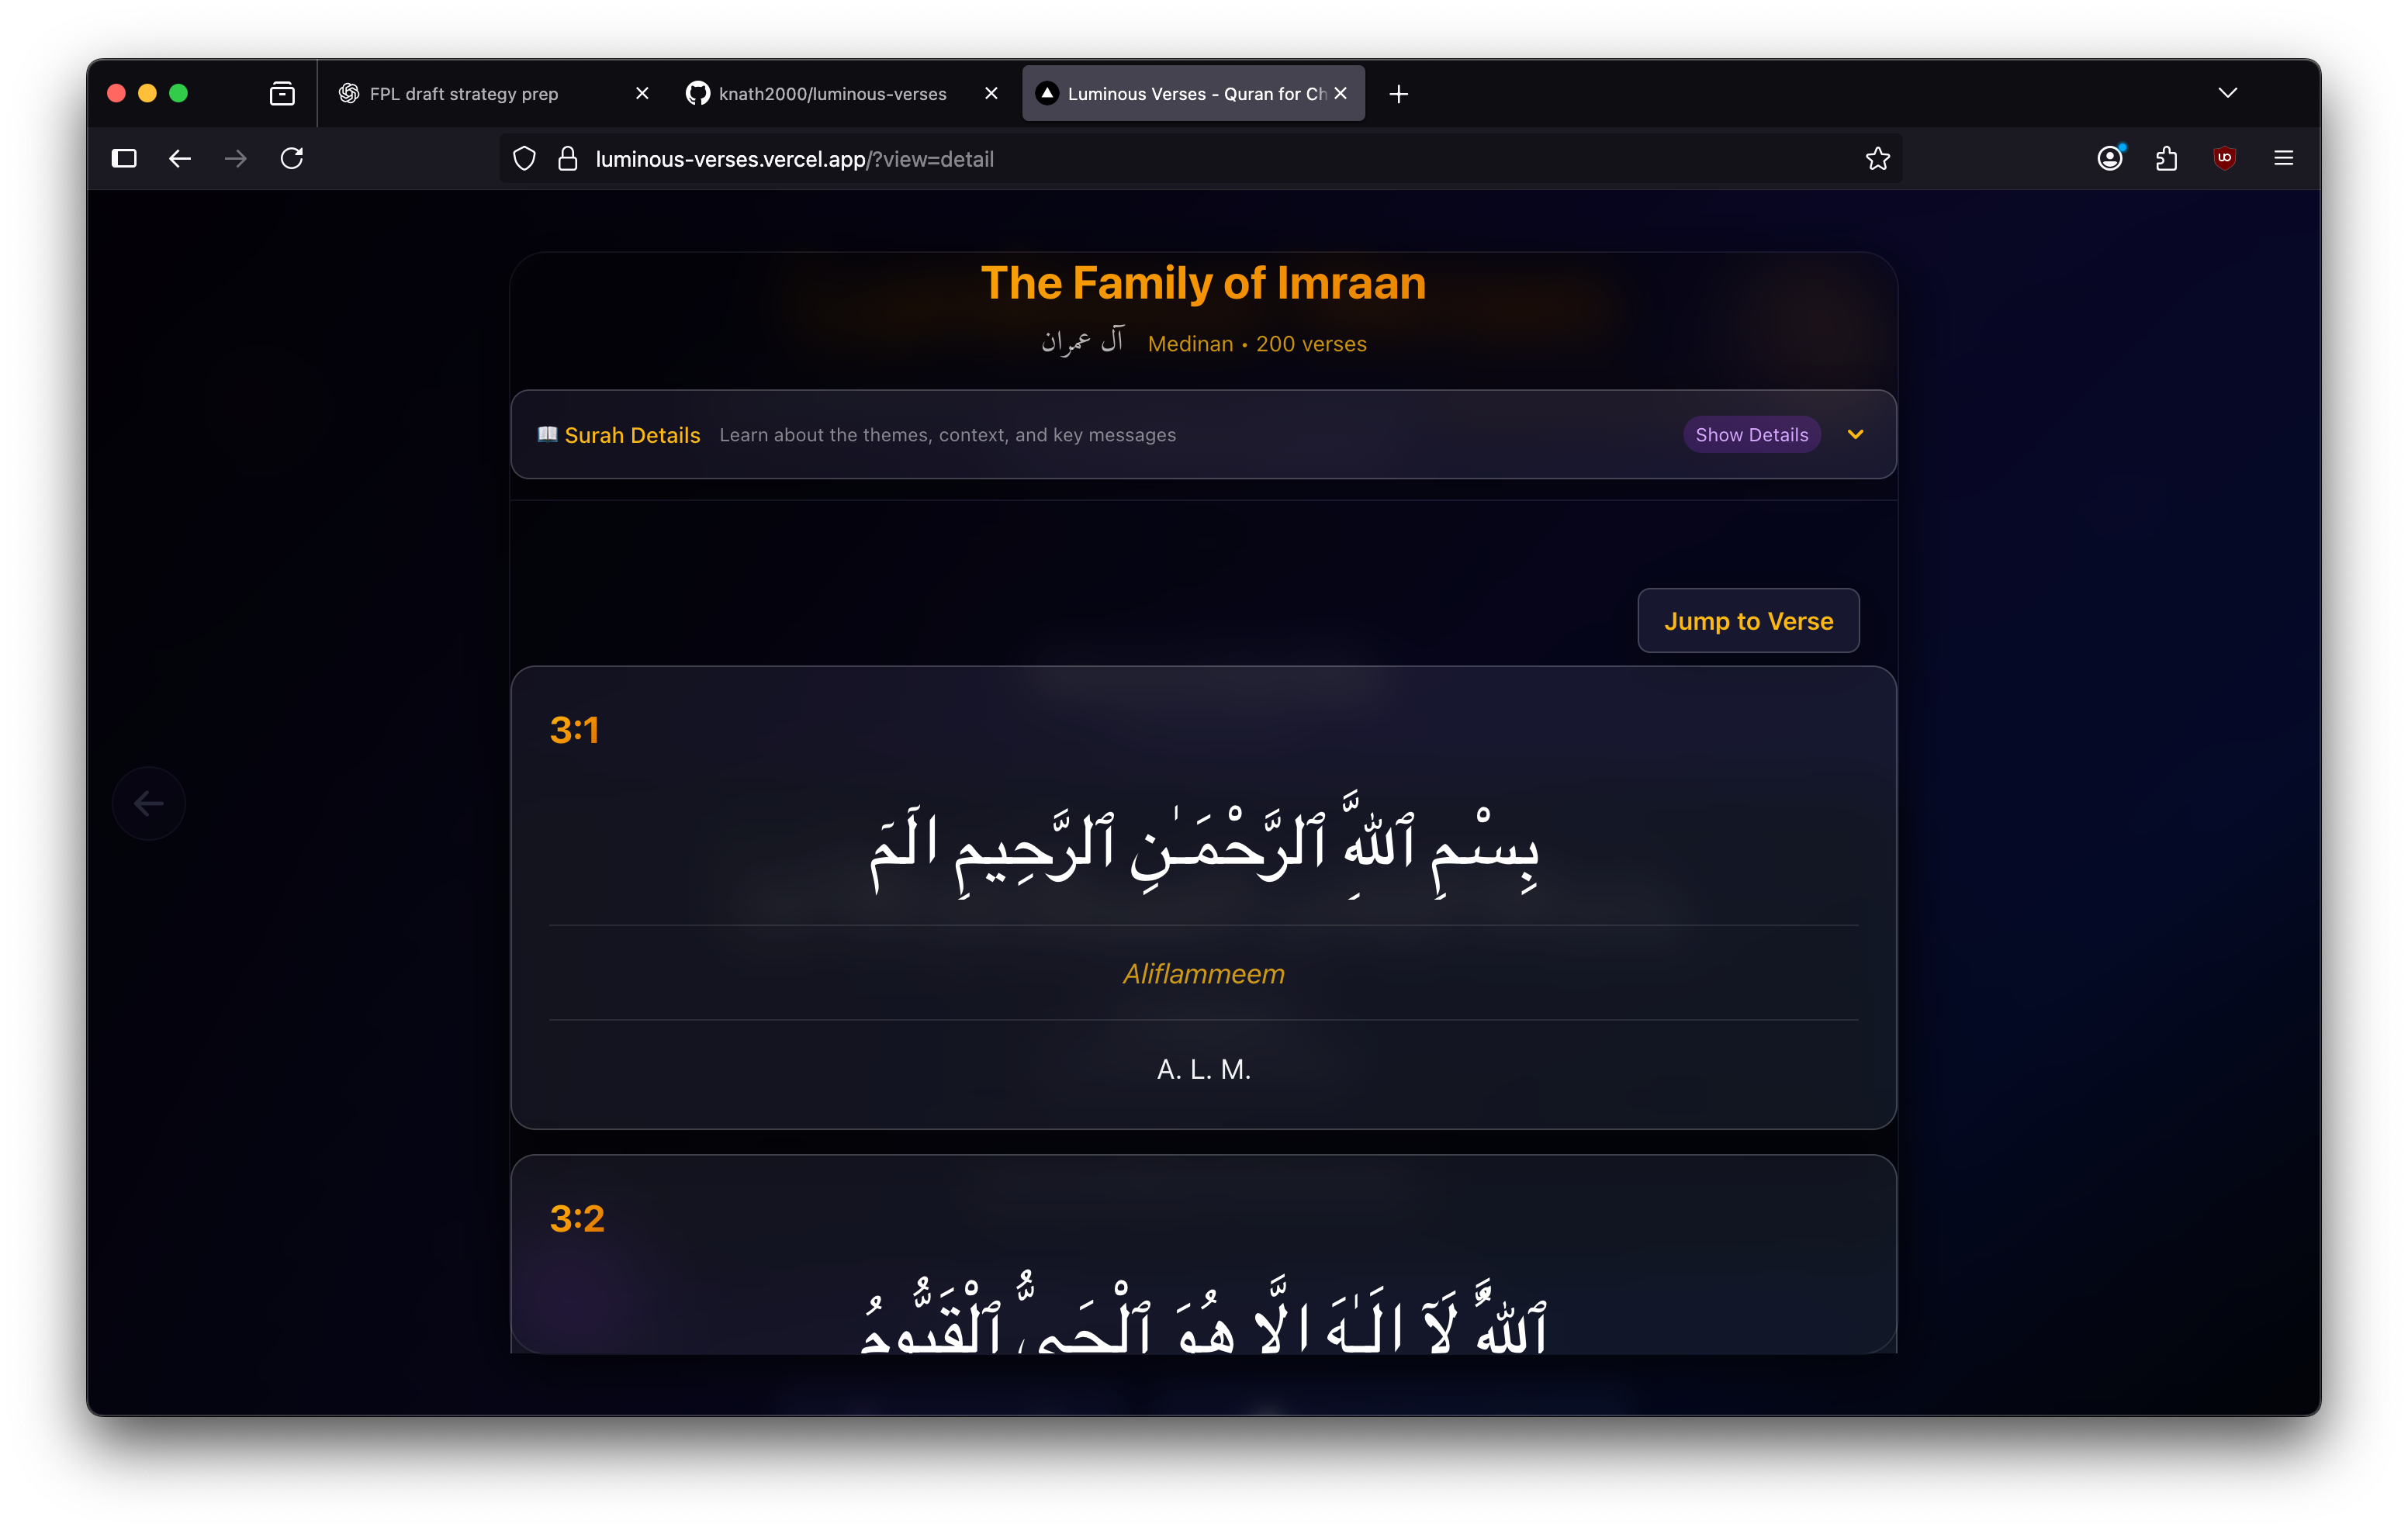 FPL draft strategy prep
knath2000/luminous-verses
Luminous Verses - Quran for Ch
luminous-verses.vercel.app/?view=detail
The Family of Imraan
آل عمران Medinan • 200 verses
Surah Details Learn about the themes, context, and key messages Show Details
Jump to Verse
3:1
بِسْمِ ٱللَّهِ ٱلرَّحْمَـٰنِ ٱلرَّحِيمِ الٓمٓ
Aliflammeem
A. L. M.
3:2
ٱللَّهُ لَآ إِلَـٰهَ إِلَّا هُوَ ٱلْحَىُّ ٱلْقَيُّومُ